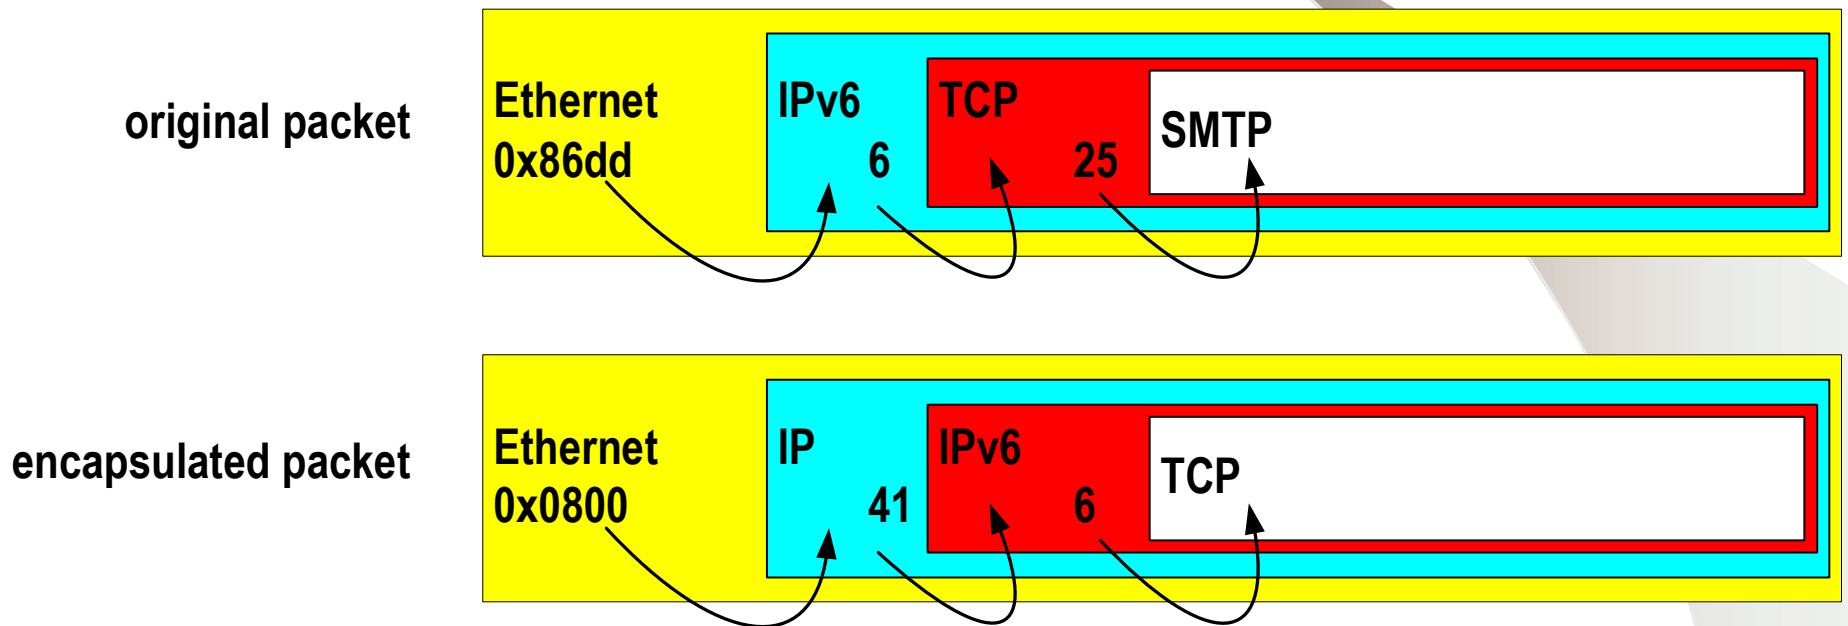 original packet
Ethernet
0x86dd
IPv6
6
TCP
25
SMTP
encapsulated packet
Ethernet
0x0800
IP
41
IPv6
6
TCP